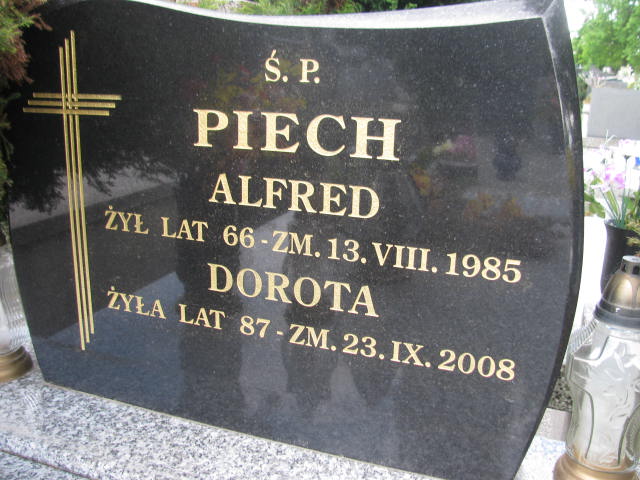 Ś. P.
PIECH
ALFRED
ŻYŁ LAT 66 - ZM. 13. VIII. 1985
DOROTA
ŻYŁA LAT 87 - ZM. 23. IX. 2008